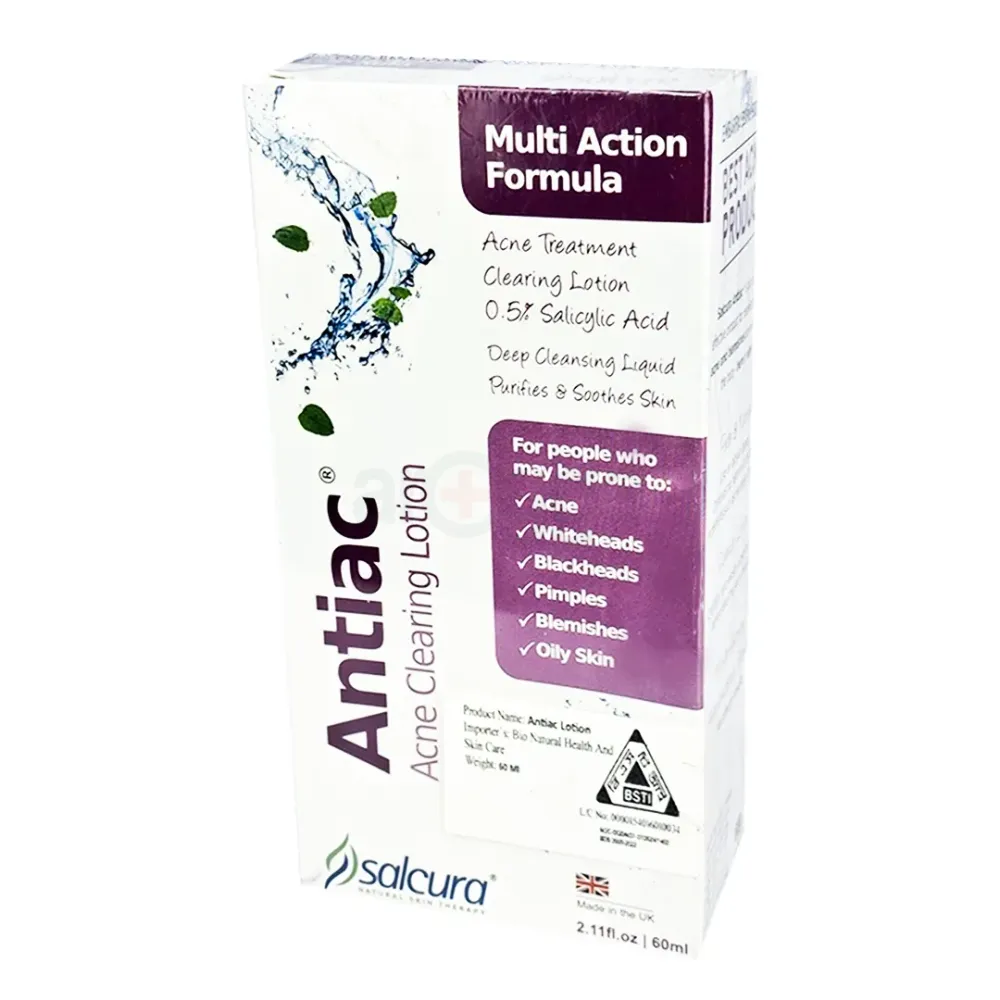 Multi Action
Formula
Acne Treatment
Clearing Lotion
0.5% Salicylic Acid
Deep Cleansing Liquid
Purifies & Soothes Skin
For people who
may be prone to:
✓ Acne
✓ Whiteheads
✓ Blackheads
✓ Pimples
✓ Blemishes
✓ Oily Skin
Antiac®
Acne Clearing Lotion
Product Name: Antiac Lotion
Importer's: Bio Natural Health And
Skin Care
Weight: 60 Ml
BSTI
L/C No:
salcura®
NATURAL SKIN THERAPY
Made in the UK
2.11fl.oz | 60ml
BEST